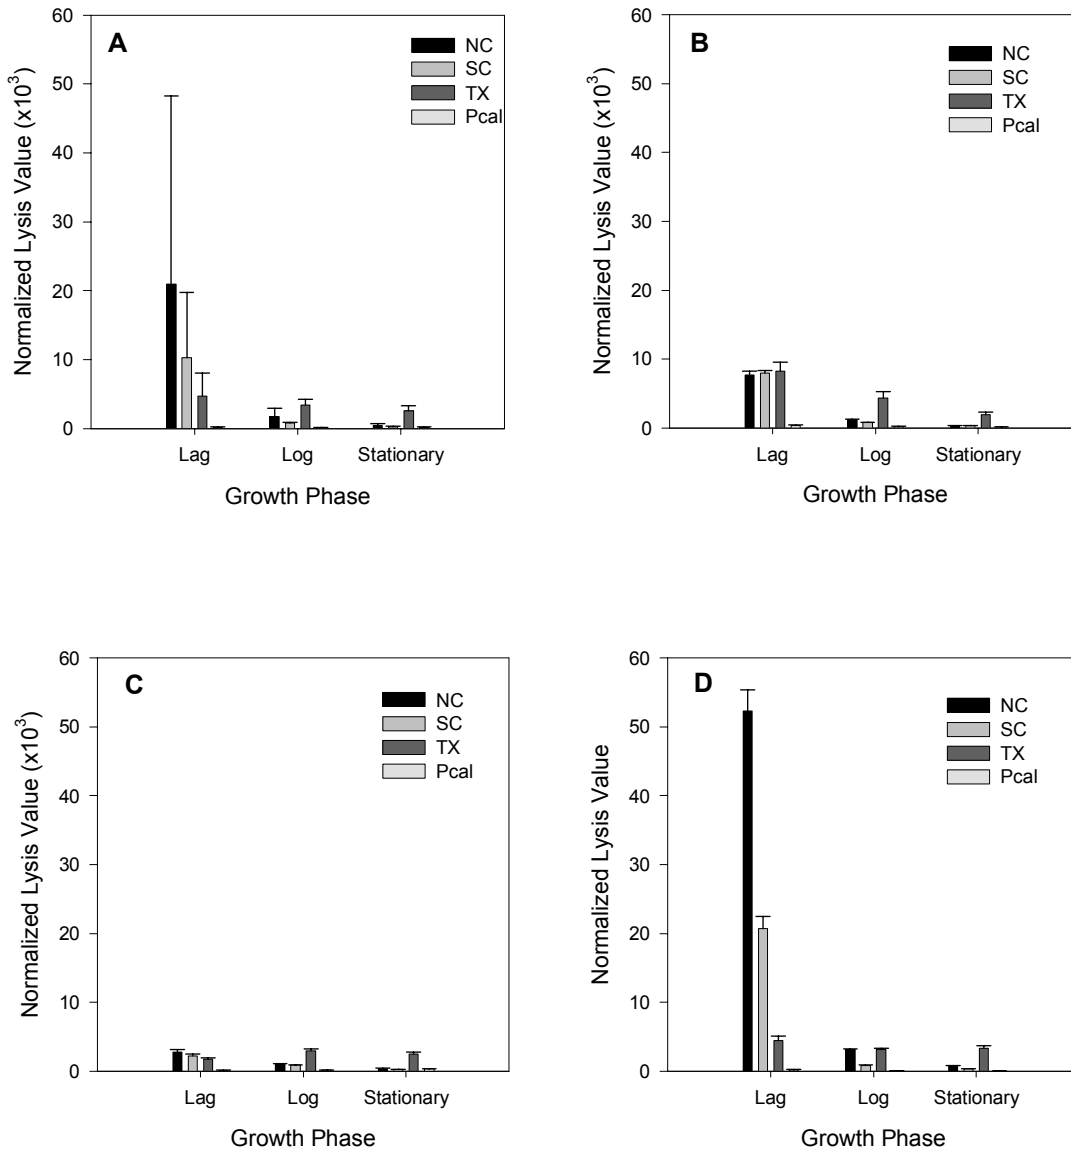 A
Normalized Lysis Value (x10³)
60
50
40
30
20
10
0
NC
SC
TX
Pcal
Lag Log Stationary
Growth Phase
B
Normalized Lysis Value (x10³)
60
50
40
30
20
10
0
NC
SC
TX
Pcal
Lag Log Stationary
Growth Phase
C
Normalized Lysis Value (x10³)
60
50
40
30
20
10
0
NC
SC
TX
Pcal
Lag Log Stationary
Growth Phase
D
Normalized Lysis Value
60
50
40
30
20
10
0
NC
SC
TX
Pcal
Lag Log Stationary
Growth Phase